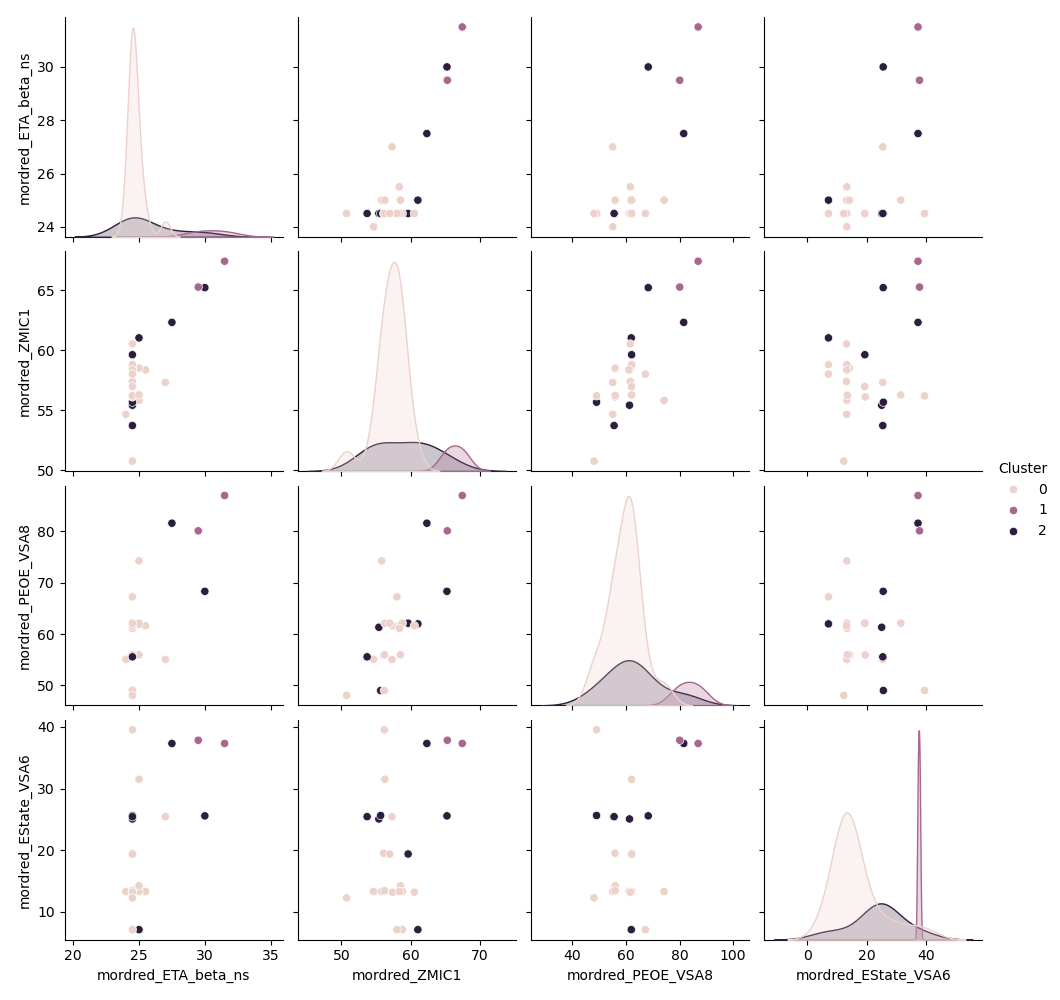 mordred_ETA_beta_ns
30
28
26
24
mordred_ZMIC1
65
60
55
50
mordred_PEOE_VSA8
80
70
60
50
mordred_EState_VSA6
40
30
20
10
20 25 30 35
50 60 70
40 60 80 100
0 20 40
mordred_ETA_beta_ns
mordred_ZMIC1
mordred_PEOE_VSA8
mordred_EState_VSA6
Cluster
0
1
2